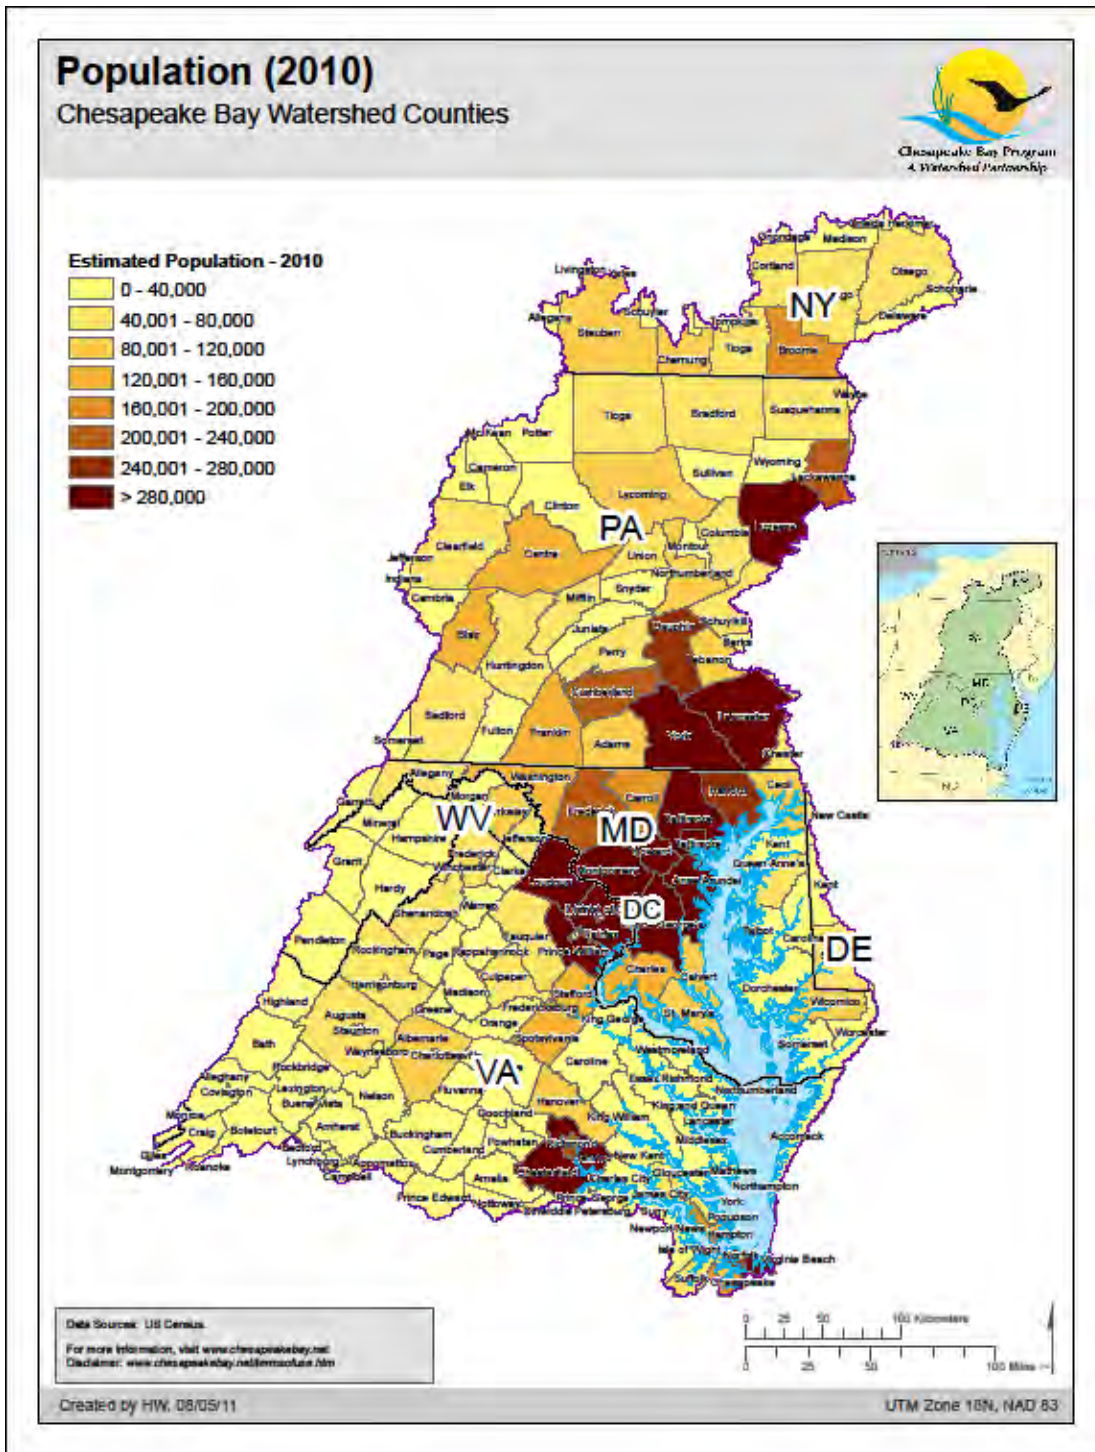 Population (2010)
Chesapeake Bay Watershed Counties
Chesapeake Bay Program
A Watershed Partnership
Estimated Population - 2010
0 - 40,000
40,001 - 80,000
80,001 - 120,000
120,001 - 160,000
160,001 - 200,000
200,001 - 240,000
240,001 - 280,000
> 280,000
Madison
Cortland
Otsego
Schoharie
Delaware
NY
Livingston
Allegany
Steuben
Schuyler
Chemung
Tioga
Broome
Tioga
Bradford
Susquehanna
Wayne
McKean
Potter
Cameron
Elk
Clinton
Lycoming
Sullivan
Wyoming
Lackawanna
Luzerne
PA
Clearfield
Centre
Union
Montour
Columbia
Northumberland
Jefferson
Indiana
Cambria
Snyder
Mifflin
Juniata
Perry
Dauphin
Schuylkill
Berks
Lebanon
Blair
Huntingdon
Cumberland
Bedford
Somerset
Fulton
Franklin
Adams
York
Chester
Allegany
Washington
Garrett
Morgan
WV
Mineral
Hampshire
Jefferson
Frederick
Carroll
Cecil
MD
New Castle
Kent
Queen Anne's
Kent
Grant
Hardy
Frederick
Winchester
Clarke
Loudoun
Montgomery
Anne Arundel
DC
Warren
Shenandoah
Fauquier
Prince William
Talbot
Caroline
DE
Pendleton
Rockingham
Harrisonburg
Page
Rappahannock
Culpeper
Madison
Greene
Orange
Stafford
Fredericksburg
King George
Charles
Calvert
St. Mary's
Dorchester
Wicomico
Worcester
Somerset
Highland
Augusta
Staunton
Waynesboro
Albemarle
Charlottesville
Spotsylvania
Caroline
Westmoreland
Essex
Richmond
Northumberland
Bath
Rockbridge
Alleghany
Covington
Lexington
Buena Vista
Nelson
VA
Fluvanna
Goochland
Hanover
King William
King and Queen
Lancaster
Middlesex
Accomack
Monroe
Craig
Botetourt
Giles
Montgomery
Roanoke
Amherst
Bedford
Lynchburg
Campbell
Appomattox
Buckingham
Cumberland
Powhatan
Richmond
Chesterfield
New Kent
Charles City
Gloucester
Mathews
Northampton
Prince Edward
Amelia
Nottoway
Petersburg
Prince George
James City
York
Surry
Poquoson
Newport News
Hampton
Isle of Wight
Norfolk
Virginia Beach
Suffolk
Chesapeake
Data Sources: US Census
For more information, visit www.chesapeakebay.net
Disclaimer: www.chesapeakebay.net/termsofuse.htm
0 25 50 100 Kilometers
0 25 50 100 Miles
Created by HW, 08/05/11
UTM Zone 18N, NAD 83